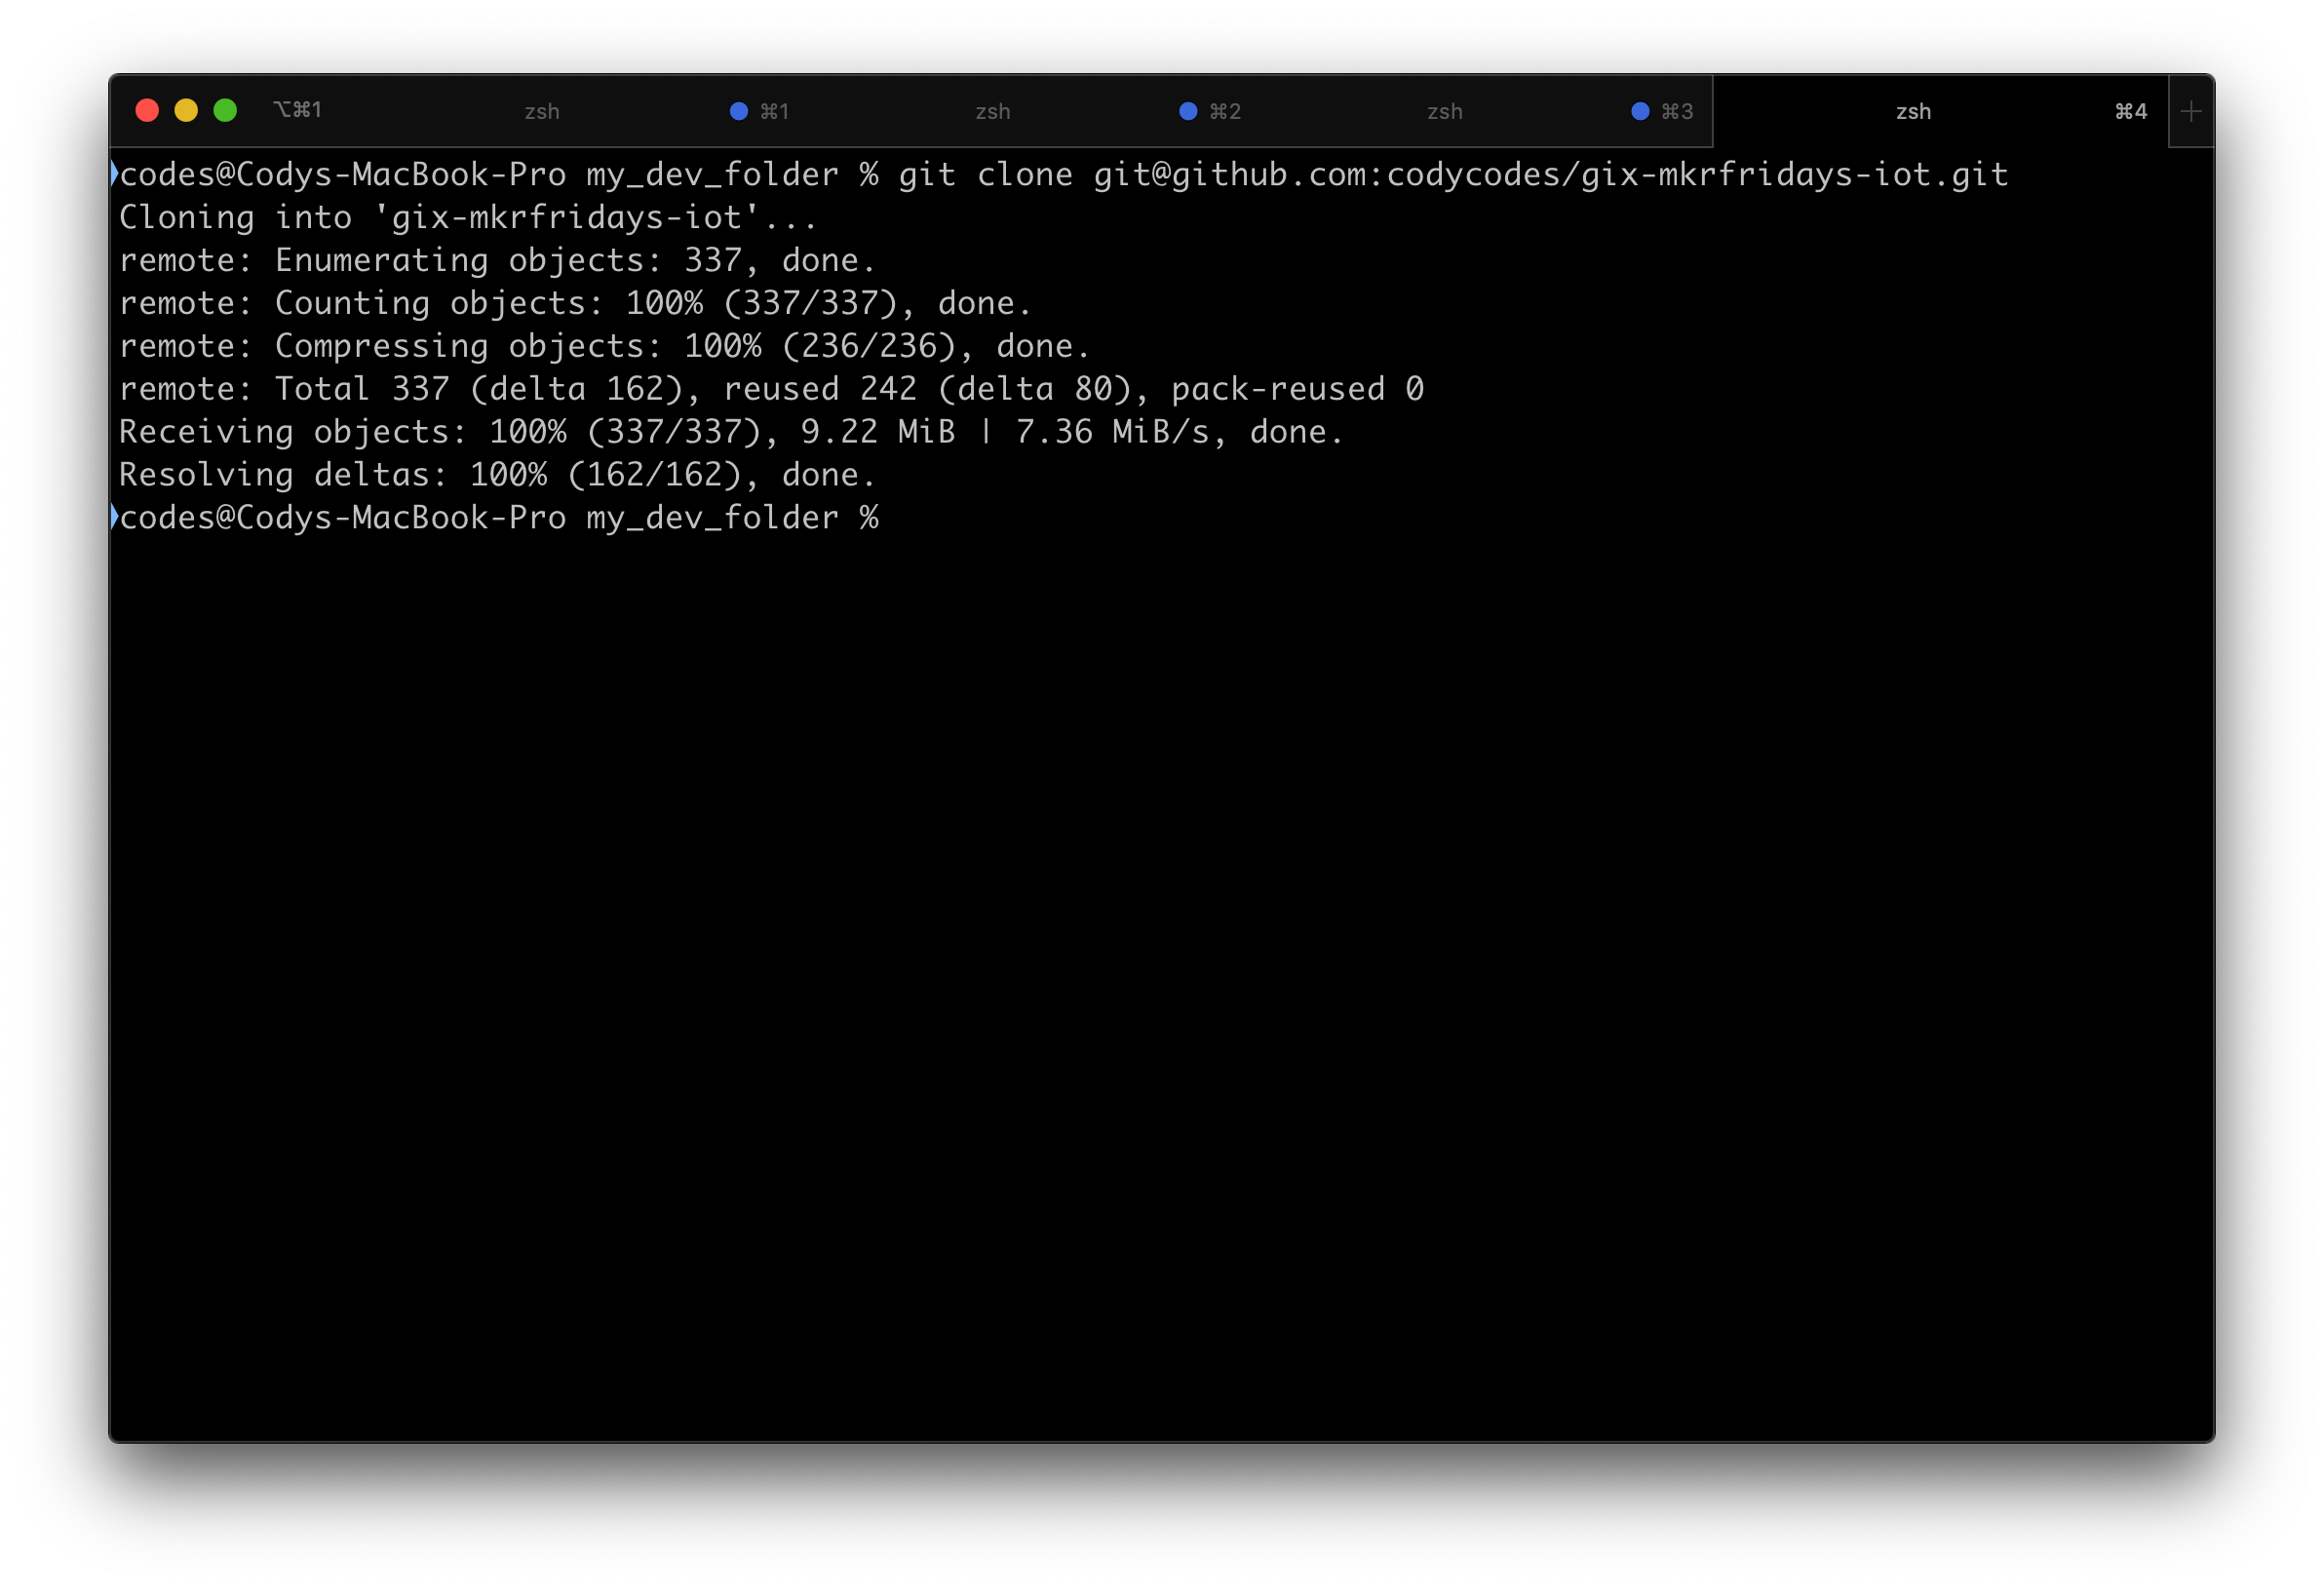 ⌥⌘1 zsh ⌘1 zsh ⌘2 zsh ⌘3 zsh ⌘4 +
codes@Codys-MacBook-Pro my_dev_folder % git clone git@github.com:codycodes/gix-mkrfridays-iot.git
Cloning into 'gix-mkrfridays-iot'...
remote: Enumerating objects: 337, done.
remote: Counting objects: 100% (337/337), done.
remote: Compressing objects: 100% (236/236), done.
remote: Total 337 (delta 162), reused 242 (delta 80), pack-reused 0
Receiving objects: 100% (337/337), 9.22 MiB | 7.36 MiB/s, done.
Resolving deltas: 100% (162/162), done.
codes@Codys-MacBook-Pro my_dev_folder %